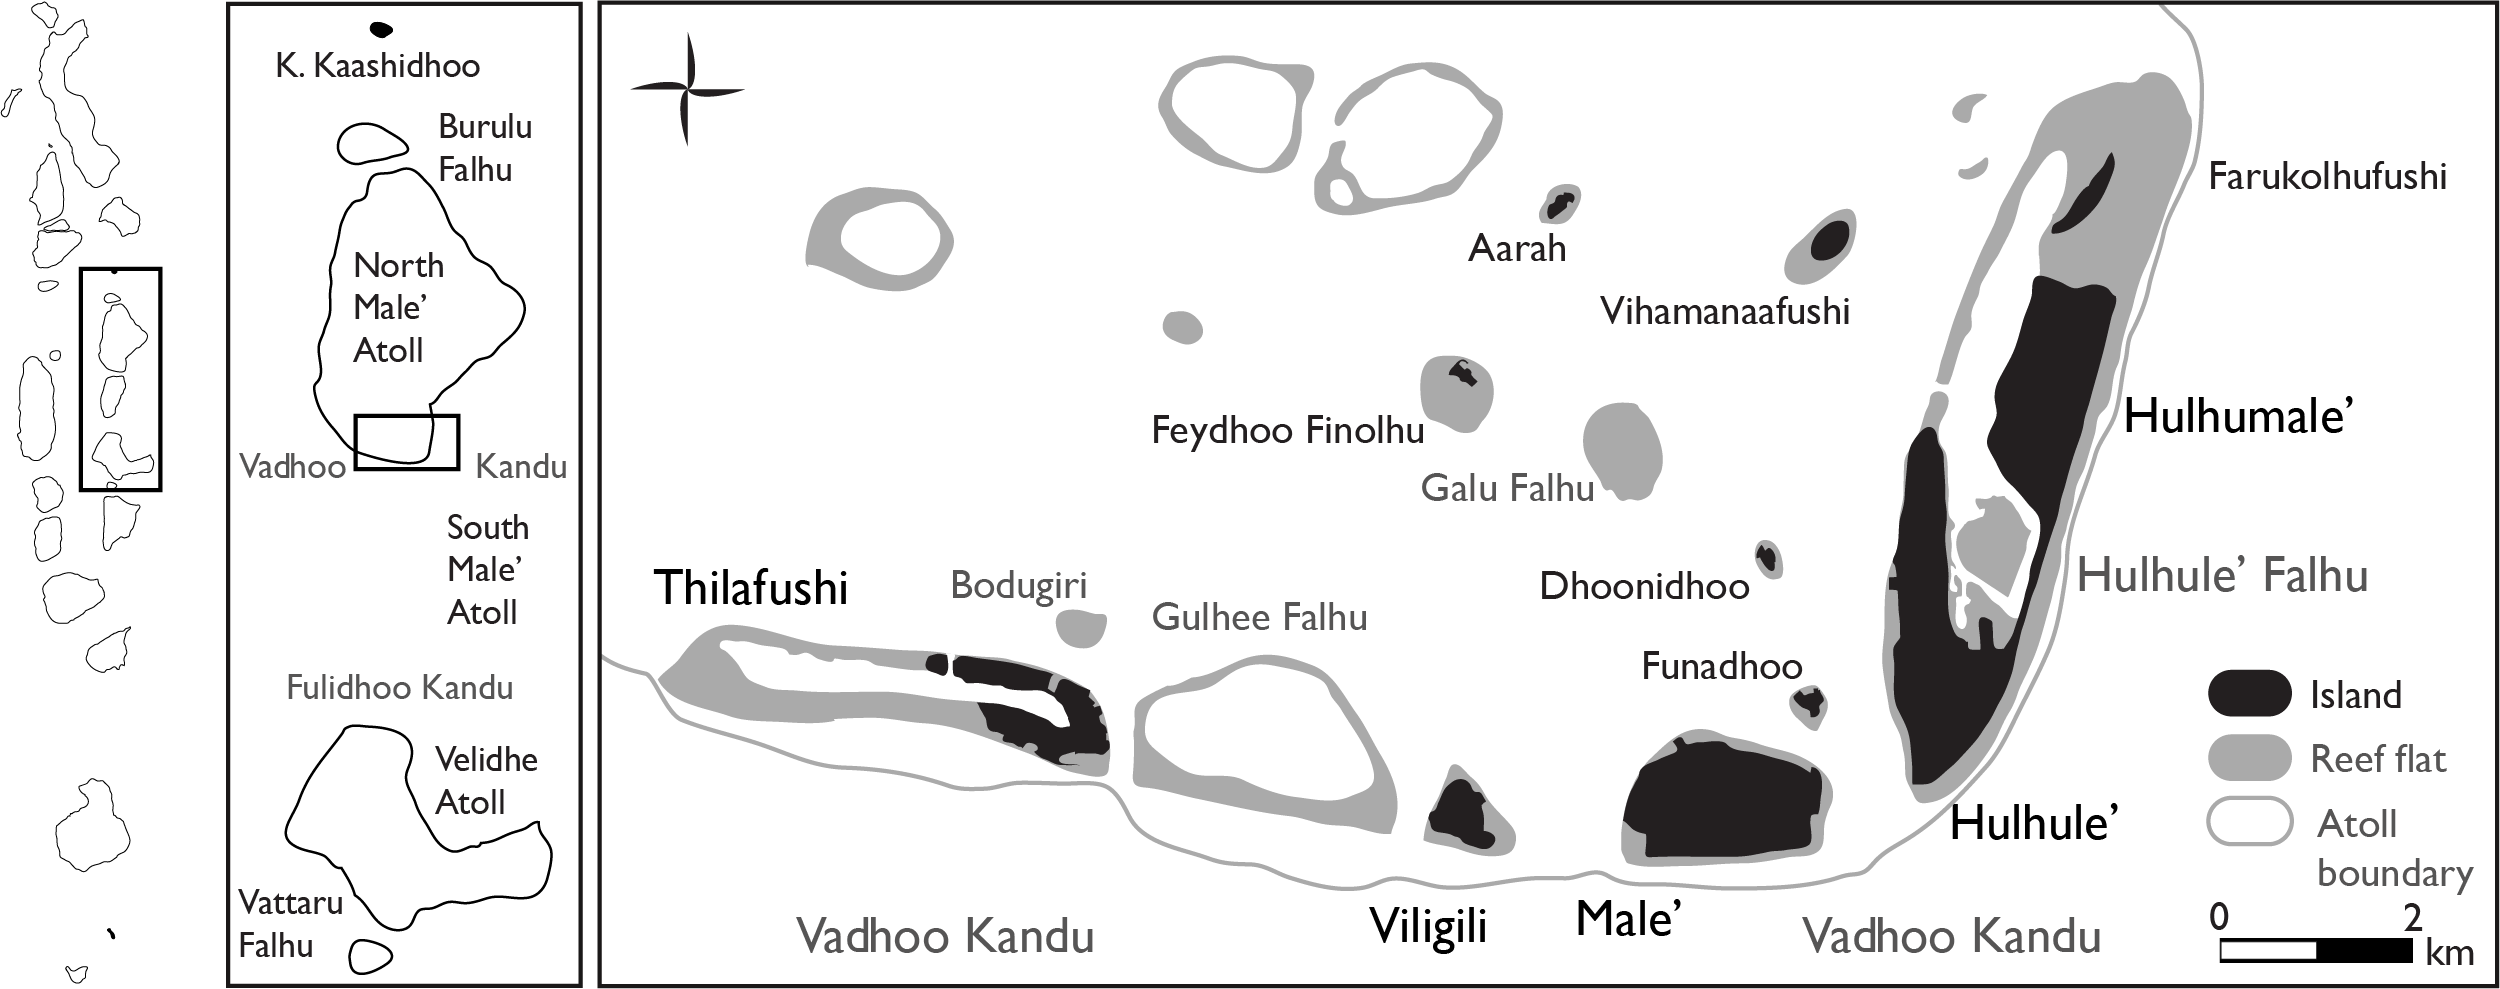 K. Kaashidhoo
Burulu
Falhu
North
Male’
Atoll
Vadhoo
Kandu
South
Male’
Atoll
Fulidhoo Kandu
Velidhe
Atoll
Vattaru
Falhu
Farukolhufushi
Aarah
Vihamanaafushi
Hulhumale’
Feydhoo Finolhu
Galu Falhu
Thilafushi
Bodugiri
Gulhee Falhu
Dhoonidhoo
Hulhule’ Falhu
Funadhoo
Island
Reef flat
Hulhule’
Atoll
boundary
Viligili
Male’
Vadhoo Kandu
Vadhoo Kandu
0 2
km